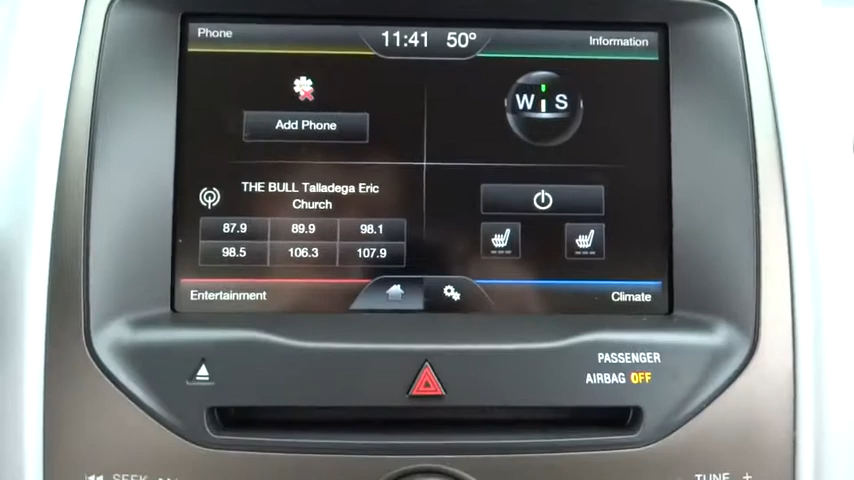 Phone
11:41 50°
Information
Add Phone
W S
THE BULL Talladega Eric
Church
87.9 89.9 98.1
98.5 106.3 107.9
Entertainment
Climate
PASSENGER
AIRBAG OFF
SEEK
TUNE +